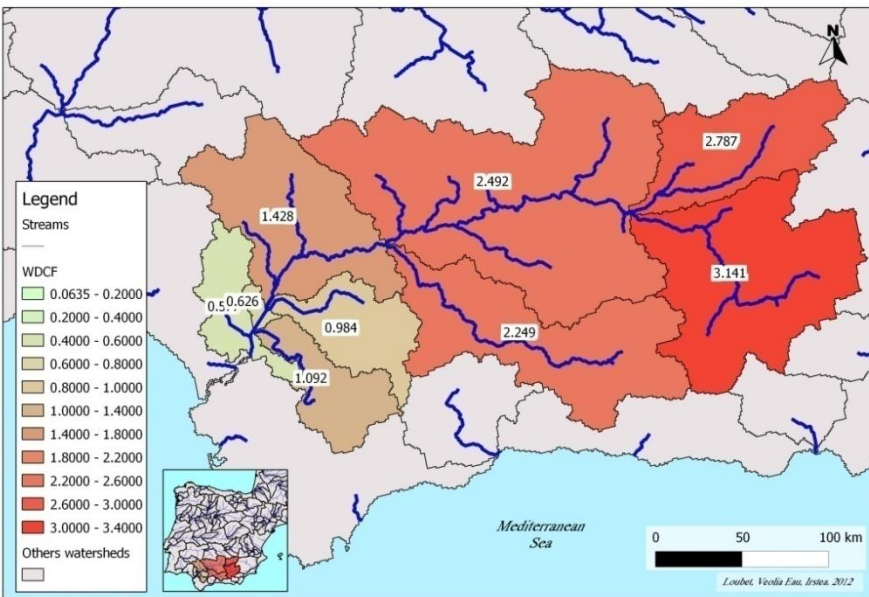 N
2.787
2.492
1.428
3.141
0.626
0.984
2.249
1.092
Legend
Streams
WDCF
0.0635 - 0.2000
0.2000 - 0.4000
0.4000 - 0.6000
0.6000 - 0.8000
0.8000 - 1.0000
1.0000 - 1.4000
1.4000 - 1.8000
1.8000 - 2.2000
2.2000 - 2.6000
2.6000 - 3.0000
3.0000 - 3.4000
Others watersheds
Mediterranean
Sea
0 50 100 km
Loubet, Veolia Eau, Irstea. 2012